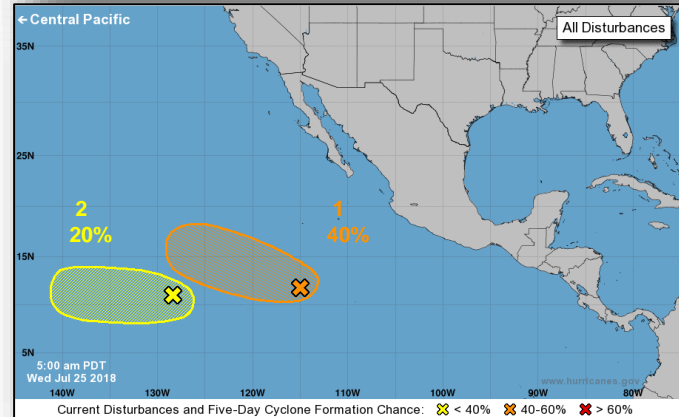 ← Central Pacific
All Disturbances
35N
25N
2
20%
1
40%
15N
5N
5:00 am PDT
Wed Jul 25 2018
www.hurricanes.gov
140W 130W 120W 110W 100W 90W 80W
Current Disturbances and Five-Day Cyclone Formation Chance: < 40% 40-60% > 60%